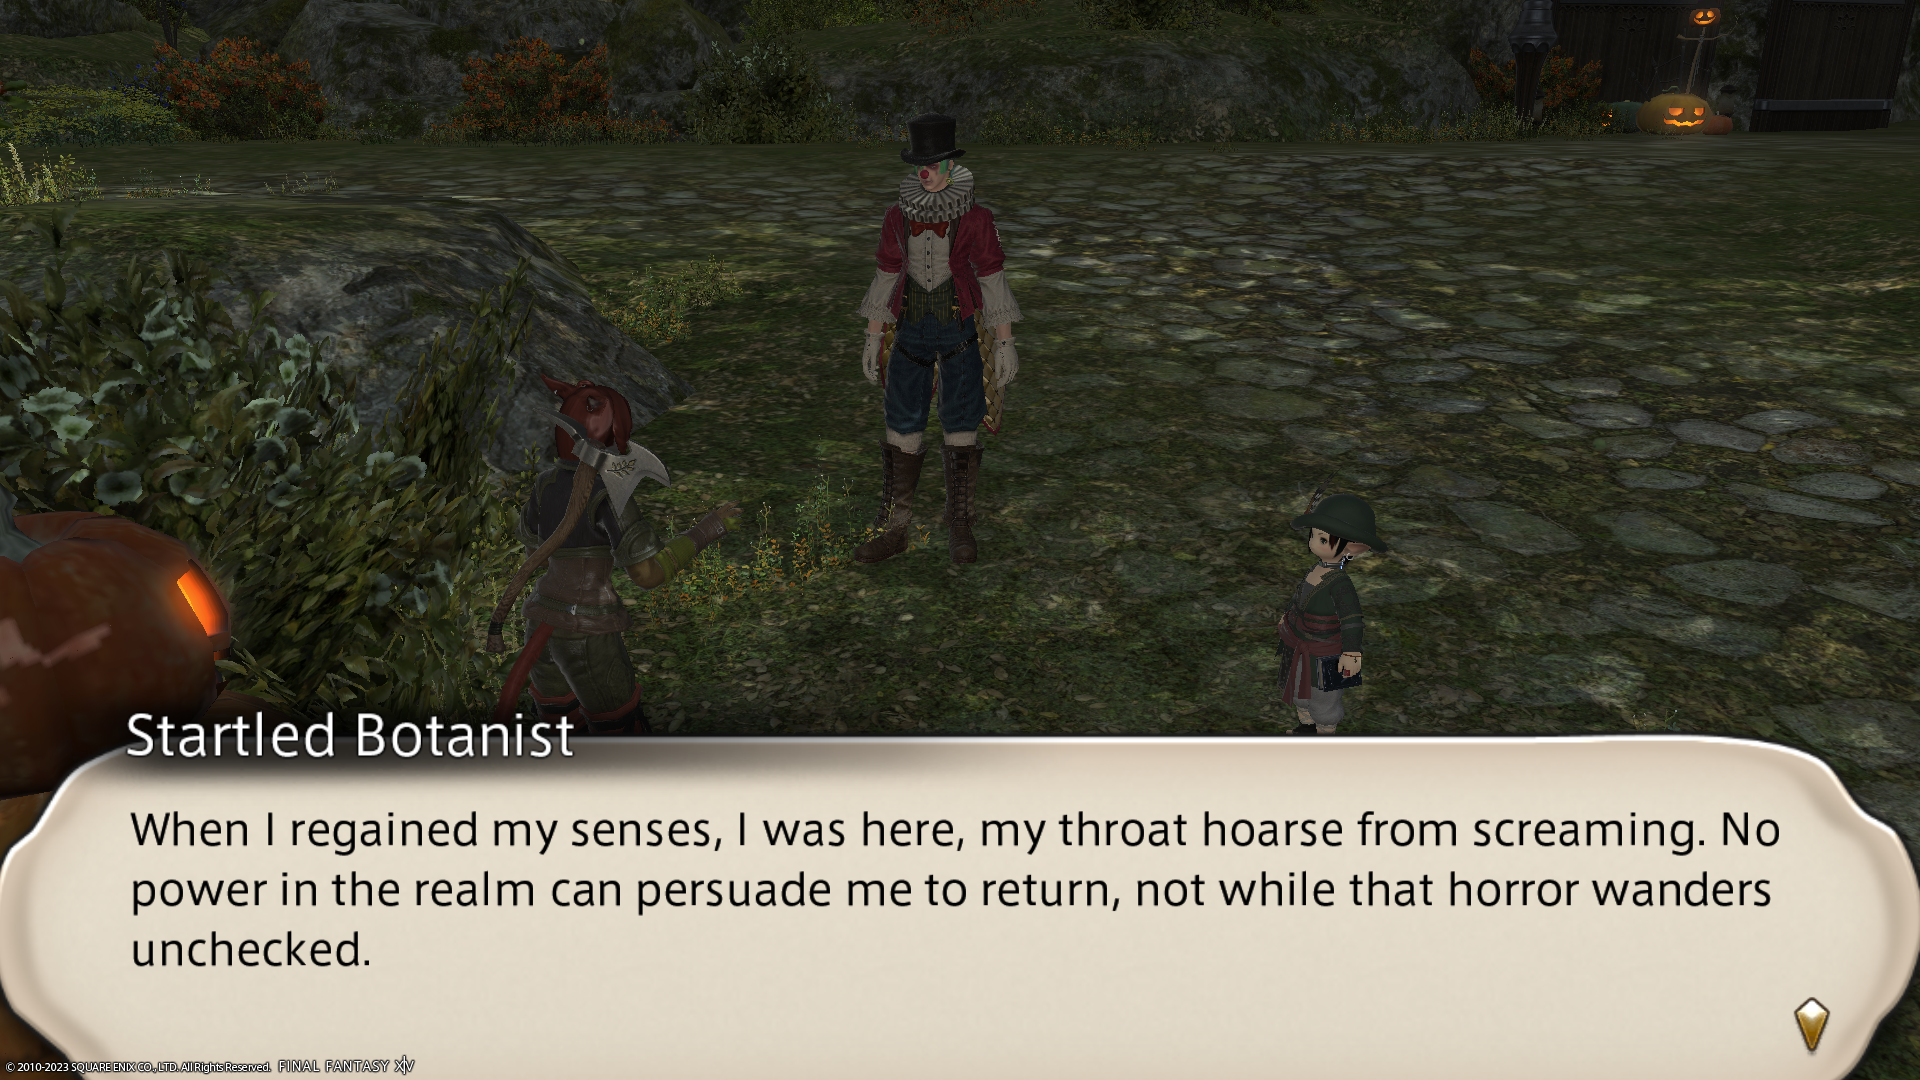 Startled Botanist
When I regained my senses, I was here, my throat hoarse from screaming. No
power in the realm can persuade me to return, not while that horror wanders
unchecked.
© 2010-2023 SQUARE ENIX CO., LTD. All Rights Reserved. FINAL FANTASY XIV